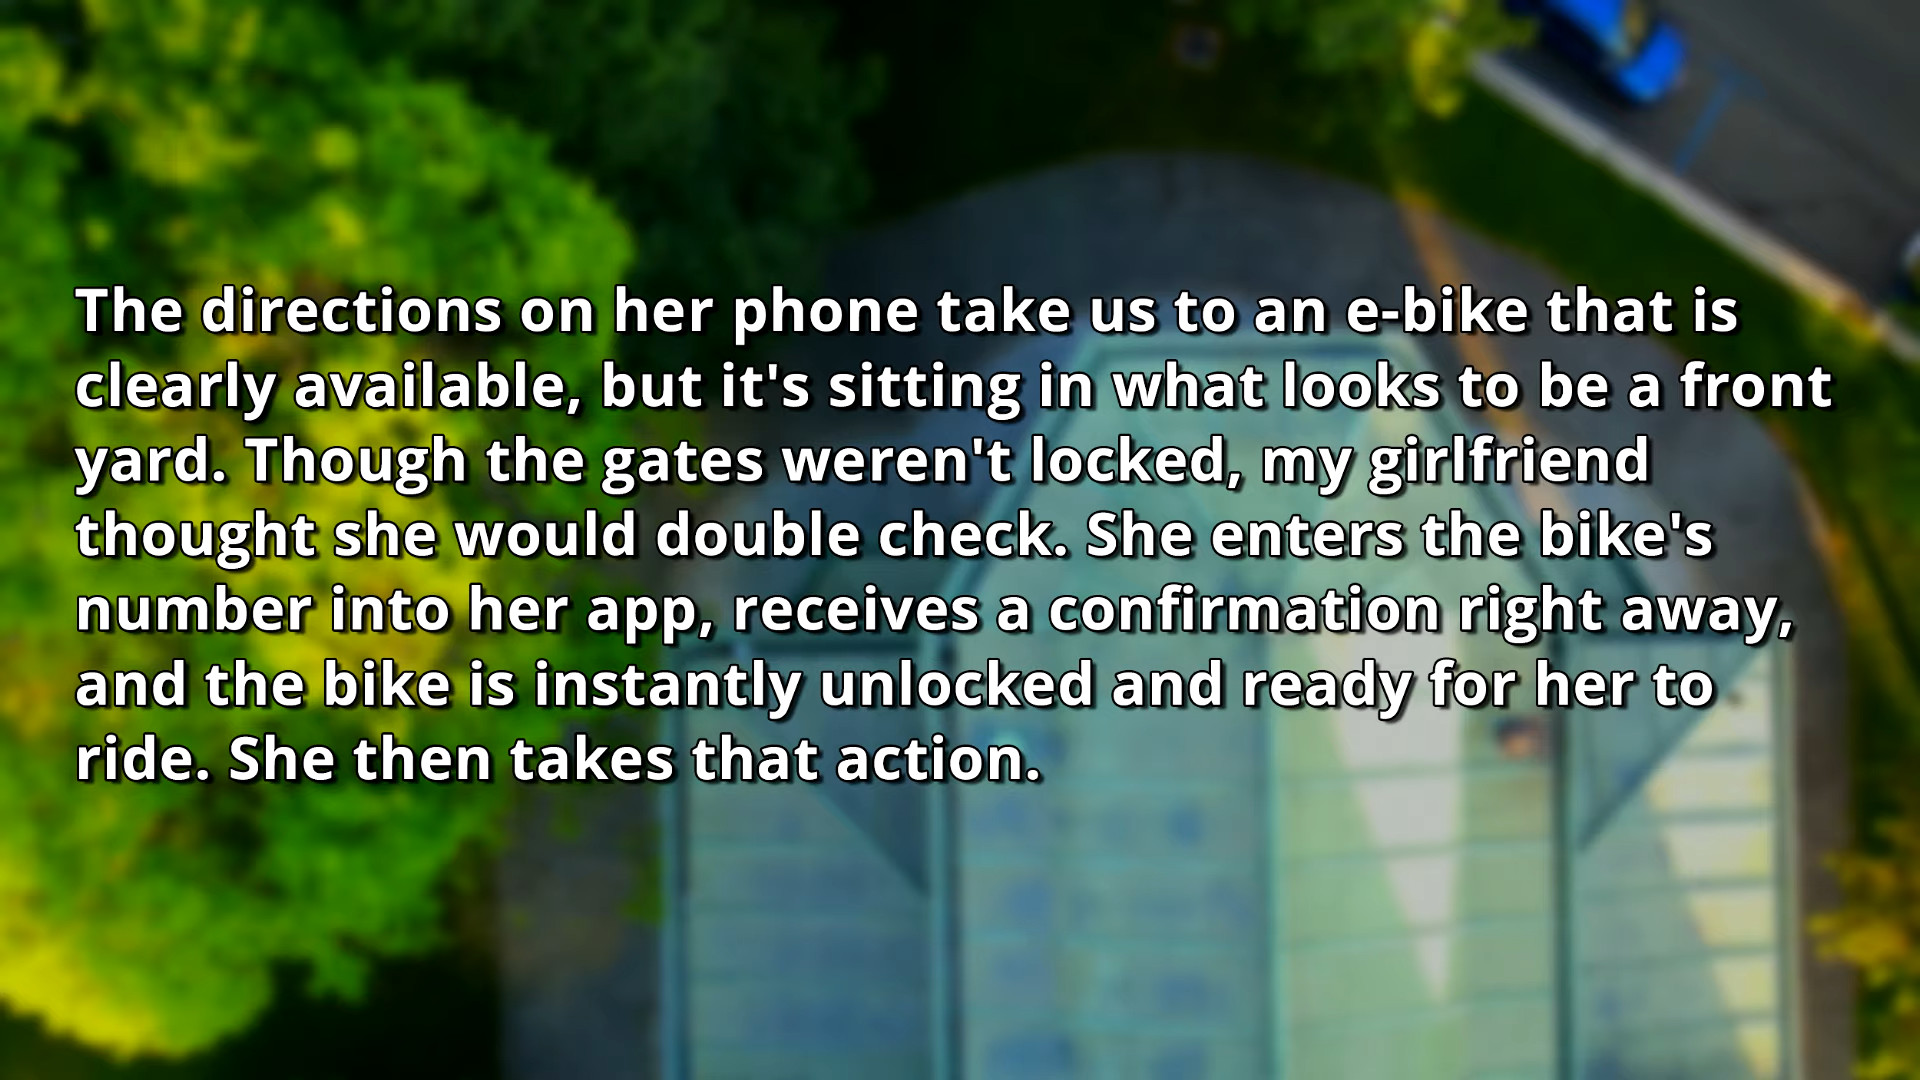 The directions on her phone take us to an e-bike that is
clearly available, but it's sitting in what looks to be a front
yard. Though the gates weren't locked, my girlfriend
thought she would double check. She enters the bike's
number into her app, receives a confirmation right away,
and the bike is instantly unlocked and ready for her to
ride. She then takes that action.